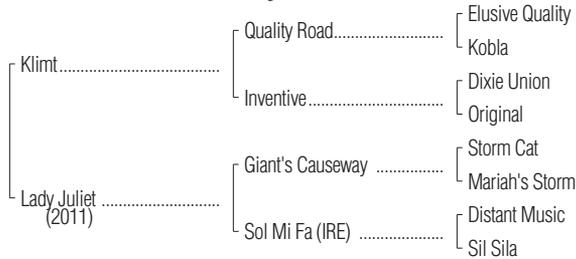 Elusive Quality
Quality Road....................
Kobla
Klimt.....................................
Dixie Union
Inventive.........................
Original
Storm Cat
Giant's Causeway ................
Mariah's Storm
Lady Juliet ...........................
(2011)
Distant Music
Sol Mi Fa (IRE) ....................
Sil Sila